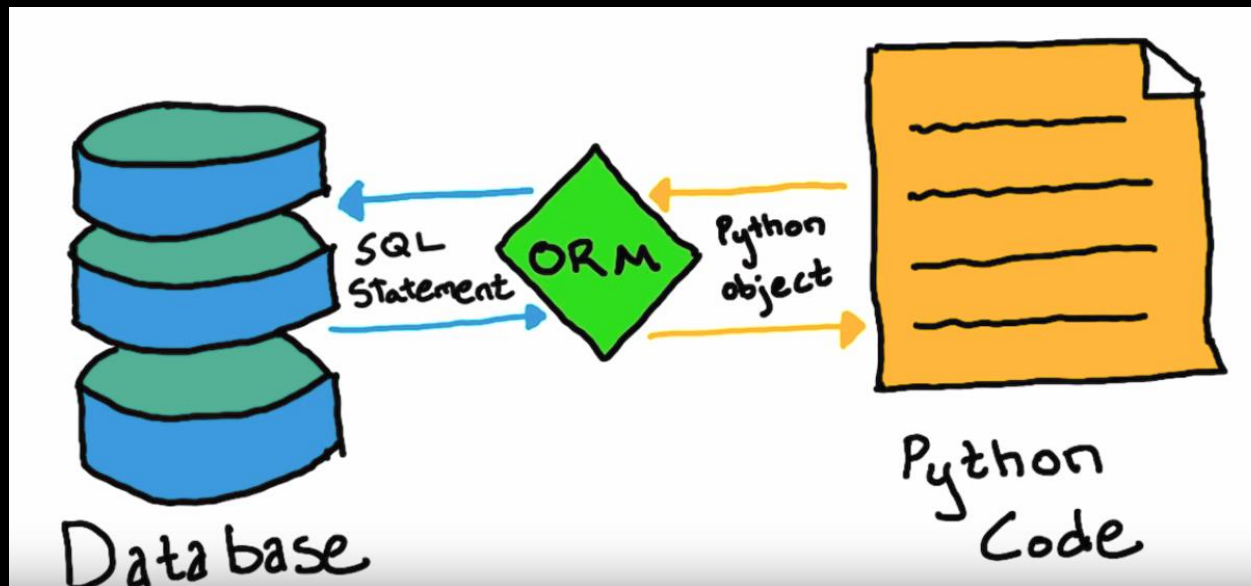 SQL
Statement
ORM
Python
object
Database
Python
Code